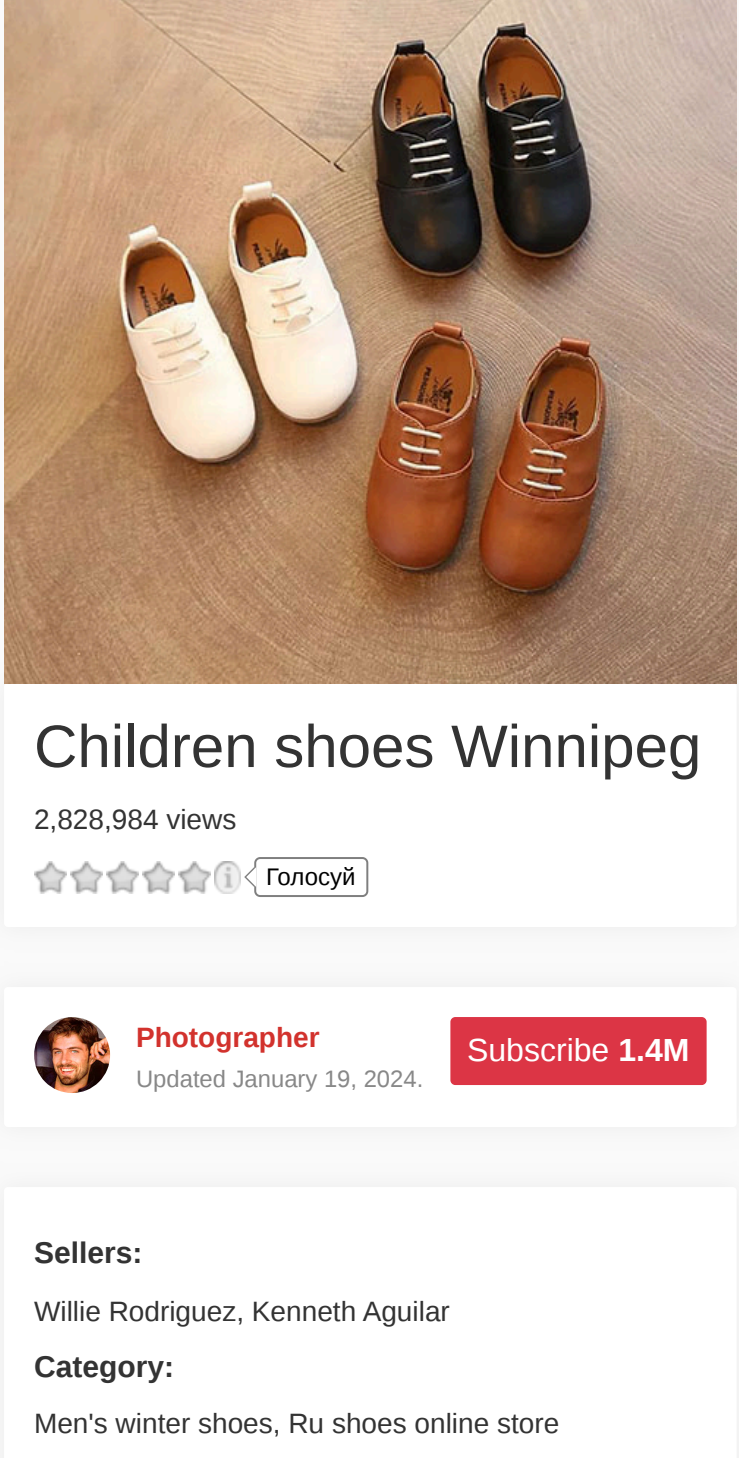 Children shoes Winnipeg
2,828,984 views
Голосуй
Photographer
Updated January 19, 2024.
Subscribe 1.4M
Sellers:
Willie Rodriguez, Kenneth Aguilar
Category:
Men's winter shoes, Ru shoes online store